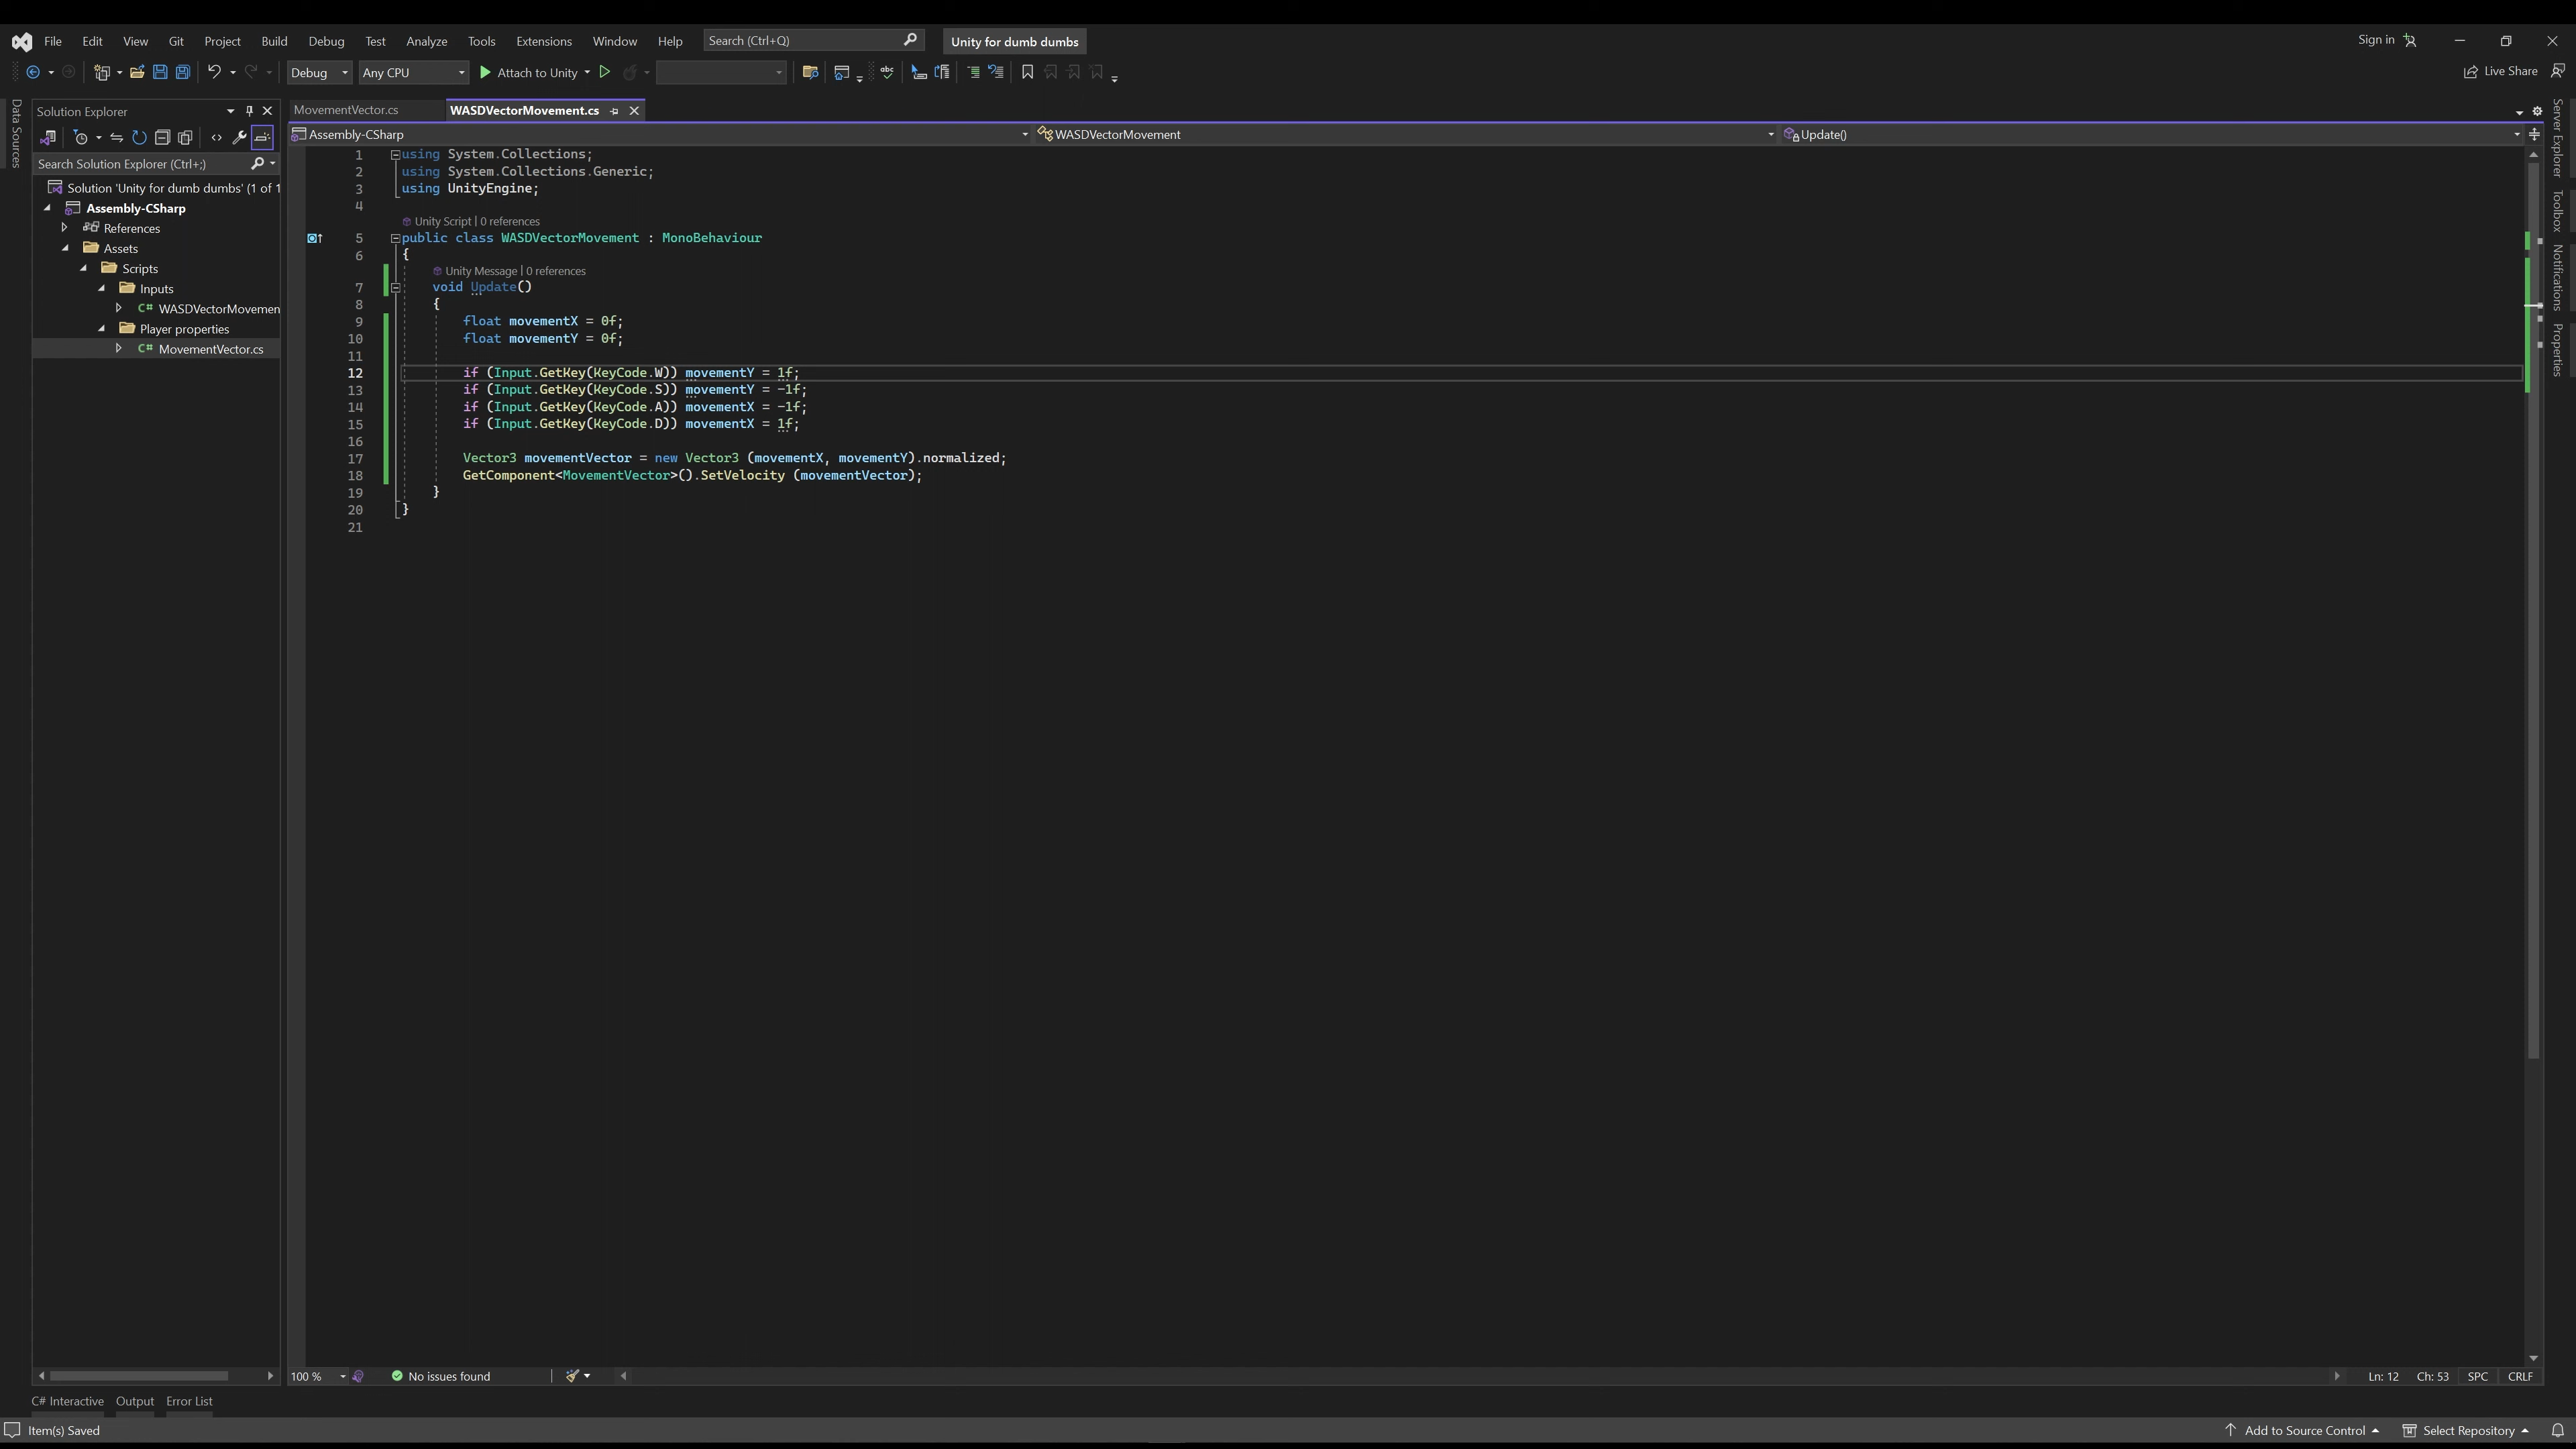 File Edit View Git Project Build Debug Test Analyze Tools Extensions Window Help Search (Ctrl+Q) Unity for dumb dumbs Sign in
Debug Any CPU Attach to Unity abc Live Share
Data Sources
Solution Explorer
Search Solution Explorer (Ctrl+;)
Solution 'Unity for dumb dumbs' (1 of 1
Assembly-CSharp
References
Assets
Scripts
Inputs
C# WASDVectorMovemen
Player properties
C# MovementVector.cs
MovementVector.cs WASDVectorMovement.cs
Assembly-CSharp WASDVectorMovement Update()
1 using System.Collections;
2 using System.Collections.Generic;
3 using UnityEngine;
4
Unity Script | 0 references
5 public class WASDVectorMovement : MonoBehaviour
6 {
Unity Message | 0 references
7 void Update()
8 {
9 float movementX = 0f;
10 float movementY = 0f;
11
12 if (Input.GetKey(KeyCode.W)) movementY = 1f;
13 if (Input.GetKey(KeyCode.S)) movementY = -1f;
14 if (Input.GetKey(KeyCode.A)) movementX = -1f;
15 if (Input.GetKey(KeyCode.D)) movementX = 1f;
16
17 Vector3 movementVector = new Vector3 (movementX, movementY).normalized;
18 GetComponent<MovementVector>().SetVelocity (movementVector);
19 }
20 }
21
Server Explorer
Toolbox
Notifications
Properties
100 % No issues found Ln: 12 Ch: 53 SPC CRLF
C# Interactive Output Error List
Item(s) Saved Add to Source Control Select Repository